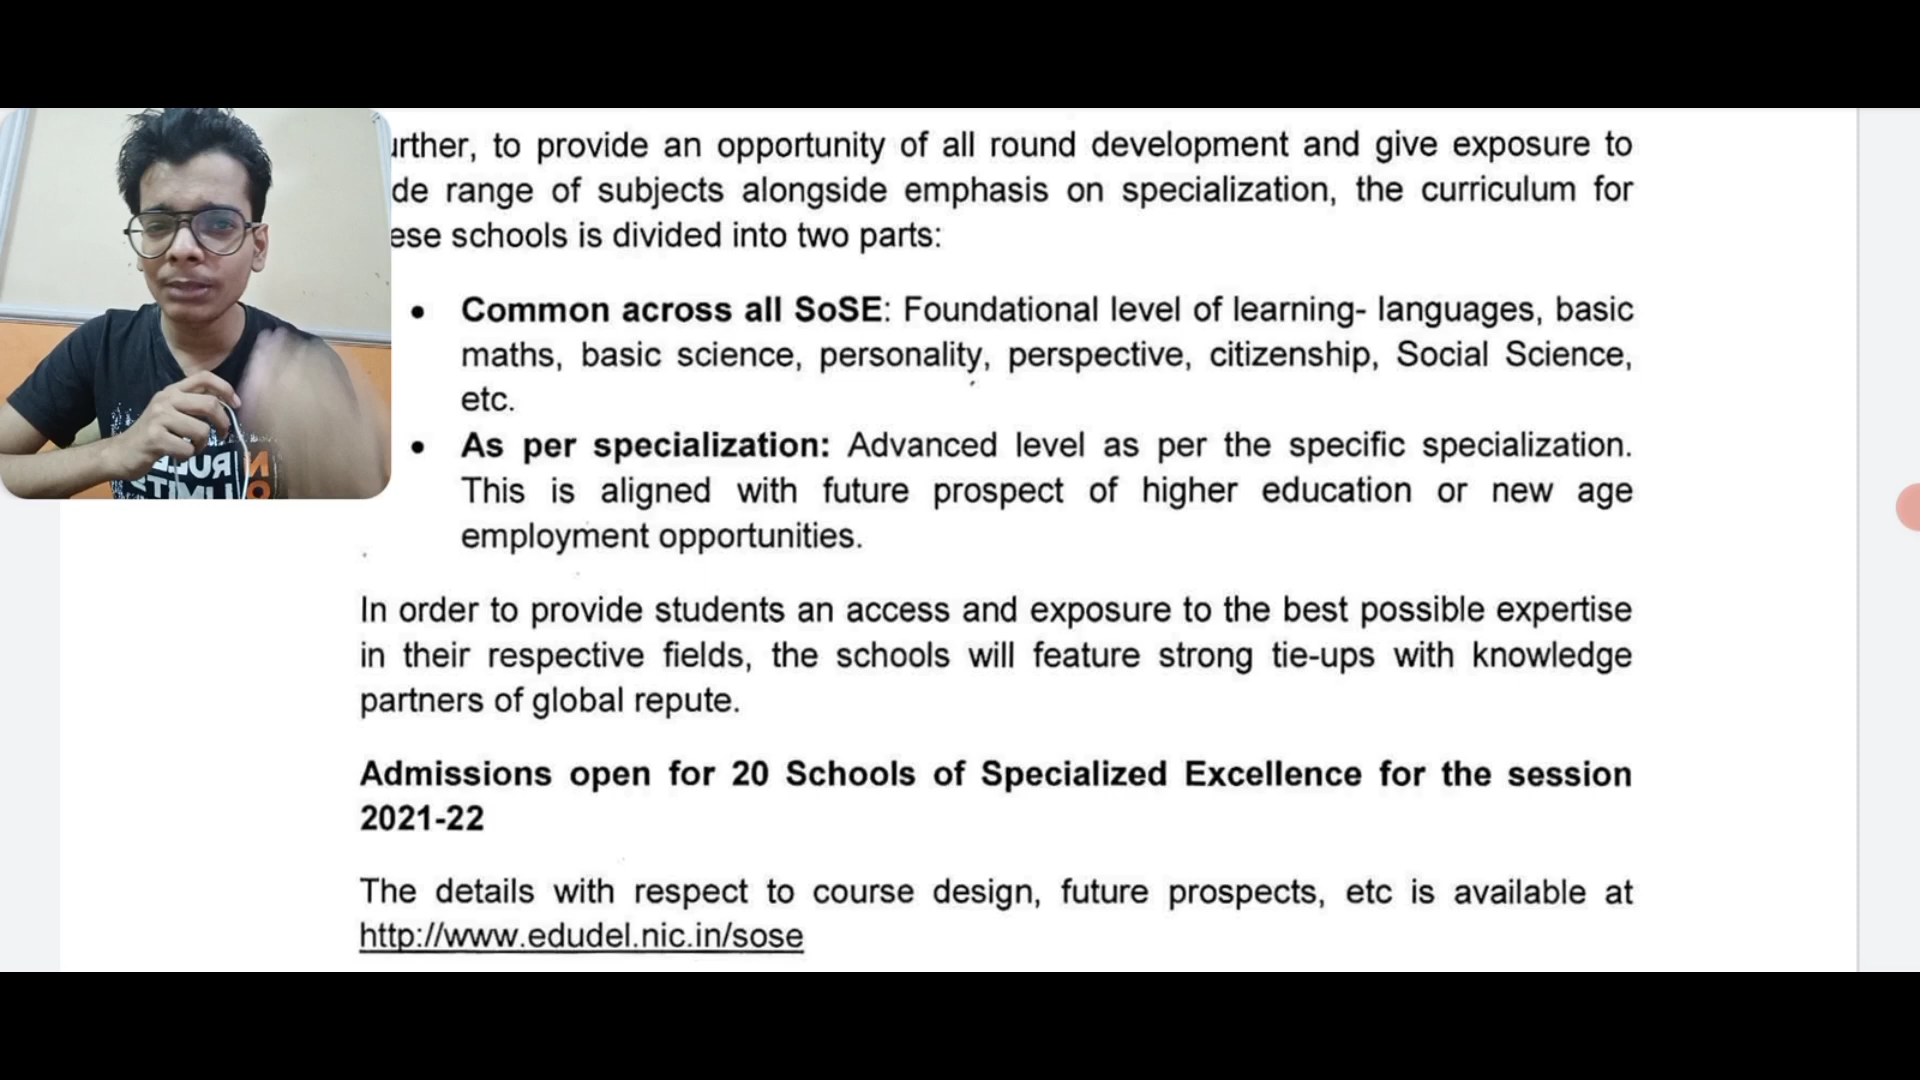 urther, to provide an opportunity of all round development and give exposure to
de range of subjects alongside emphasis on specialization, the curriculum for
ese schools is divided into two parts:
• Common across all SoSE: Foundational level of learning- languages, basic
maths, basic science, personality, perspective, citizenship, Social Science,
etc.
• As per specialization: Advanced level as per the specific specialization.
This is aligned with future prospect of higher education or new age
employment opportunities.
In order to provide students an access and exposure to the best possible expertise
in their respective fields, the schools will feature strong tie-ups with knowledge
partners of global repute.
Admissions open for 20 Schools of Specialized Excellence for the session
2021-22
The details with respect to course design, future prospects, etc is available at
http://www.edudel.nic.in/sose